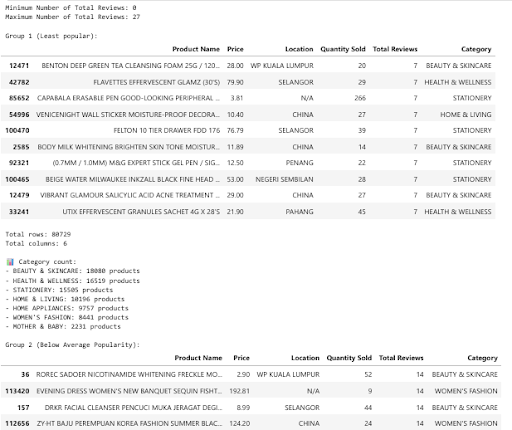 Minimum Number of Total Reviews: 0
Maximum Number of Total Reviews: 27
Group 1 (Least popular):
Product Name Price Location Quantity Sold Total Reviews Category
12471 BENTON DEEP GREEN TEA CLEANSING FOAM 25G / 120... 28.00 WP KUALA LUMPUR 20 7 BEAUTY & SKINCARE
42782 FLAVETTES EFFERVESCENT GLAMZ (30'S) 79.90 SELANGOR 29 7 HEALTH & WELLNESS
85652 CAPABALA ERASABLE PEN GOOD-LOOKING PERIPHERAL ... 3.81 N/A 266 7 STATIONERY
54996 VENICENIGHT WALL STICKER MOISTURE-PROOF DECORA... 10.40 CHINA 27 7 HOME & LIVING
100470 FELTON 10 TIER DRAWER FDD 176 76.79 SELANGOR 39 7 STATIONERY
2585 BODY MILK WHITENING BRIGHTEN SKIN TONE MOISTUR... 11.89 CHINA 14 7 BEAUTY & SKINCARE
92321 (0.7MM / 1.0MM) M&G EXPERT STICK GEL PEN / SIG... 12.50 PENANG 22 7 STATIONERY
100465 BEIGE WATER MILWAUKEE INKZALL BLACK FINE HEAD ... 53.00 NEGERI SEMBILAN 28 7 STATIONERY
12479 VIBRANT GLAMOUR SALICYLIC ACID ACNE TREATMENT ... 29.00 CHINA 27 7 BEAUTY & SKINCARE
33241 UTIX EFFERVESCENT GRANULES SACHET 4G X 28'S 21.90 PAHANG 45 7 HEALTH & WELLNESS
Total rows: 80729
Total columns: 6
Category count:
- BEAUTY & SKINCARE: 18080 products
- HEALTH & WELLNESS: 16519 products
- STATIONERY: 15505 products
- HOME & LIVING: 10196 products
- HOME APPLIANCES: 9757 products
- WOMEN'S FASHION: 8441 products
- MOTHER & BABY: 2231 products
Group 2 (Below Average Popularity):
Product Name Price Location Quantity Sold Total Reviews Category
36 ROREC SADOER NICOTINAMIDE WHITENING FRECKLE MO... 2.90 WP KUALA LUMPUR 52 14 BEAUTY & SKINCARE
113420 EVENING DRESS WOMEN'S NEW BANQUET SEQUIN FISHT... 192.81 N/A 9 14 WOMEN'S FASHION
157 DRKR FACIAL CLEANSER PENCUCI MUKA JERAGAT DEGI... 8.99 SELANGOR 44 14 BEAUTY & SKINCARE
112656 ZY-HT BAJU PEREMPUAN KOREA FASHION SUMMER BLAC... 124.20 CHINA 24 14 WOMEN'S FASHION